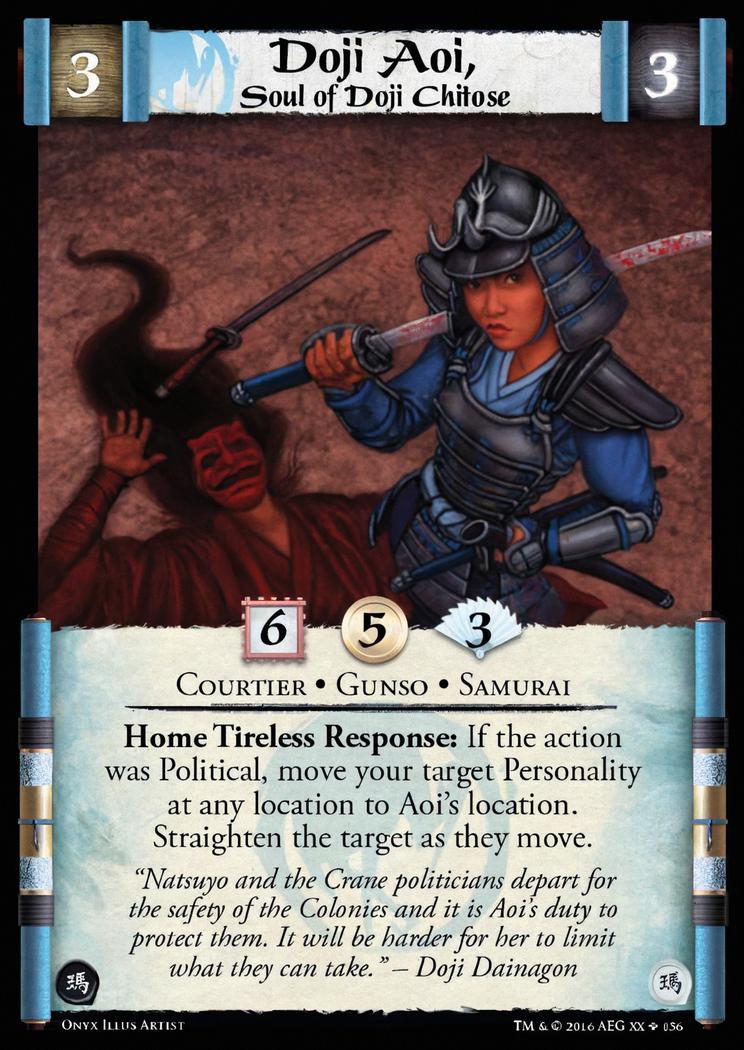 3
Doji Aoi,
Soul of Doji Chitose
3
6 5 3
Courtier • Gunso • Samurai
Home Tireless Response: If the action
was Political, move your target Personality
at any location to Aoi's location.
Straighten the target as they move.
"Natsuyo and the Crane politicians depart for
the safety of the Colonies and it is Aoi's duty to
protect them. It will be harder for her to limit
what they can take." – Doji Dainagon
瑪
瑪
Onyx Illus Artist
TM & © 2016 AEG XX ❖ 056